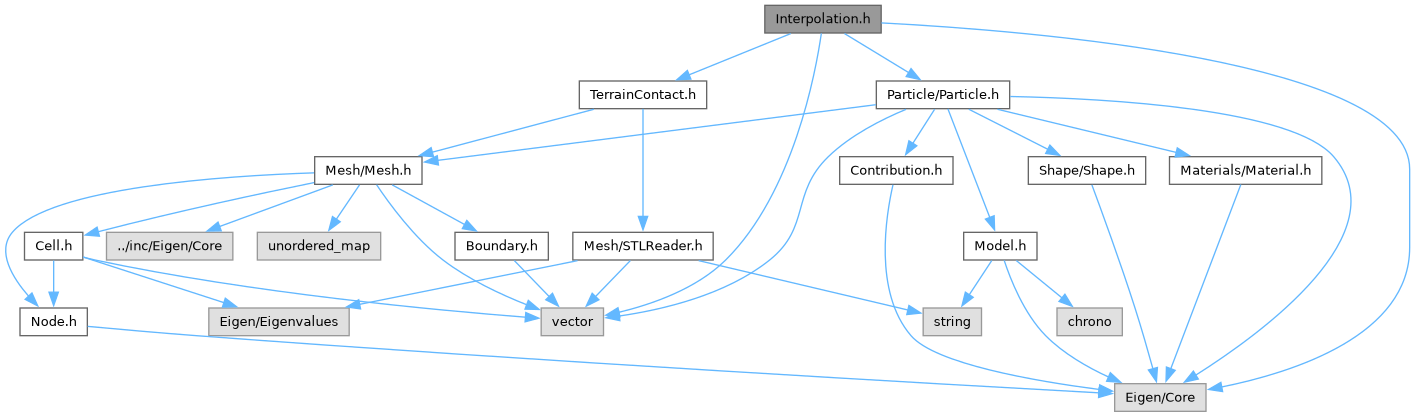 Interpolation.h
TerrainContact.h
Particle/Particle.h
Mesh/Mesh.h
Contribution.h
Shape/Shape.h
Materials/Material.h
Cell.h
../inc/Eigen/Core
unordered_map
Boundary.h
Mesh/STLReader.h
Model.h
Node.h
Eigen/Eigenvalues
vector
string
chrono
Eigen/Core